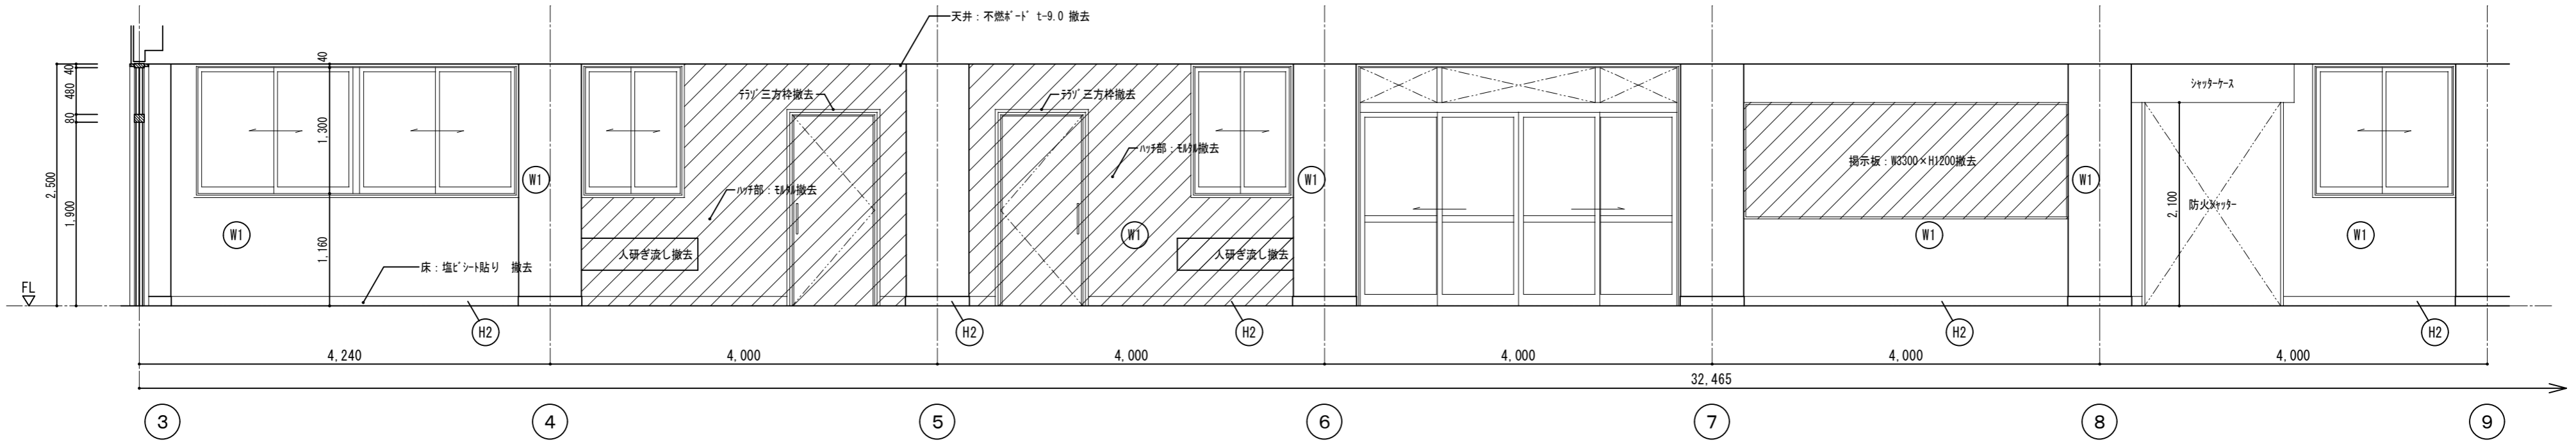 天井：不燃ﾎﾞｰﾄﾞ t-9.0 撤去
40
480
80
2,500
1,900
40
1,300
1,160
ﾃﾗｿﾞ三方枠撤去
ﾃﾗｿﾞ三方枠撤去
ﾊｯﾁ部：ﾓﾙﾀﾙ撤去
ﾊｯﾁ部：ﾓﾙﾀﾙ撤去
シャッターケース
掲示板：W3300×H1200撤去
2,100
防火ｼｬｯﾀｰ
W1
W1
W1
W1
W1
W1
W1
人研ぎ流し撤去
人研ぎ流し撤去
床：塩ﾋﾞｼｰﾄ貼り　撤去
FL
H2
H2
H2
H2
H2
4,240
4,000
4,000
4,000
4,000
4,000
32,465
3
4
5
6
7
8
9